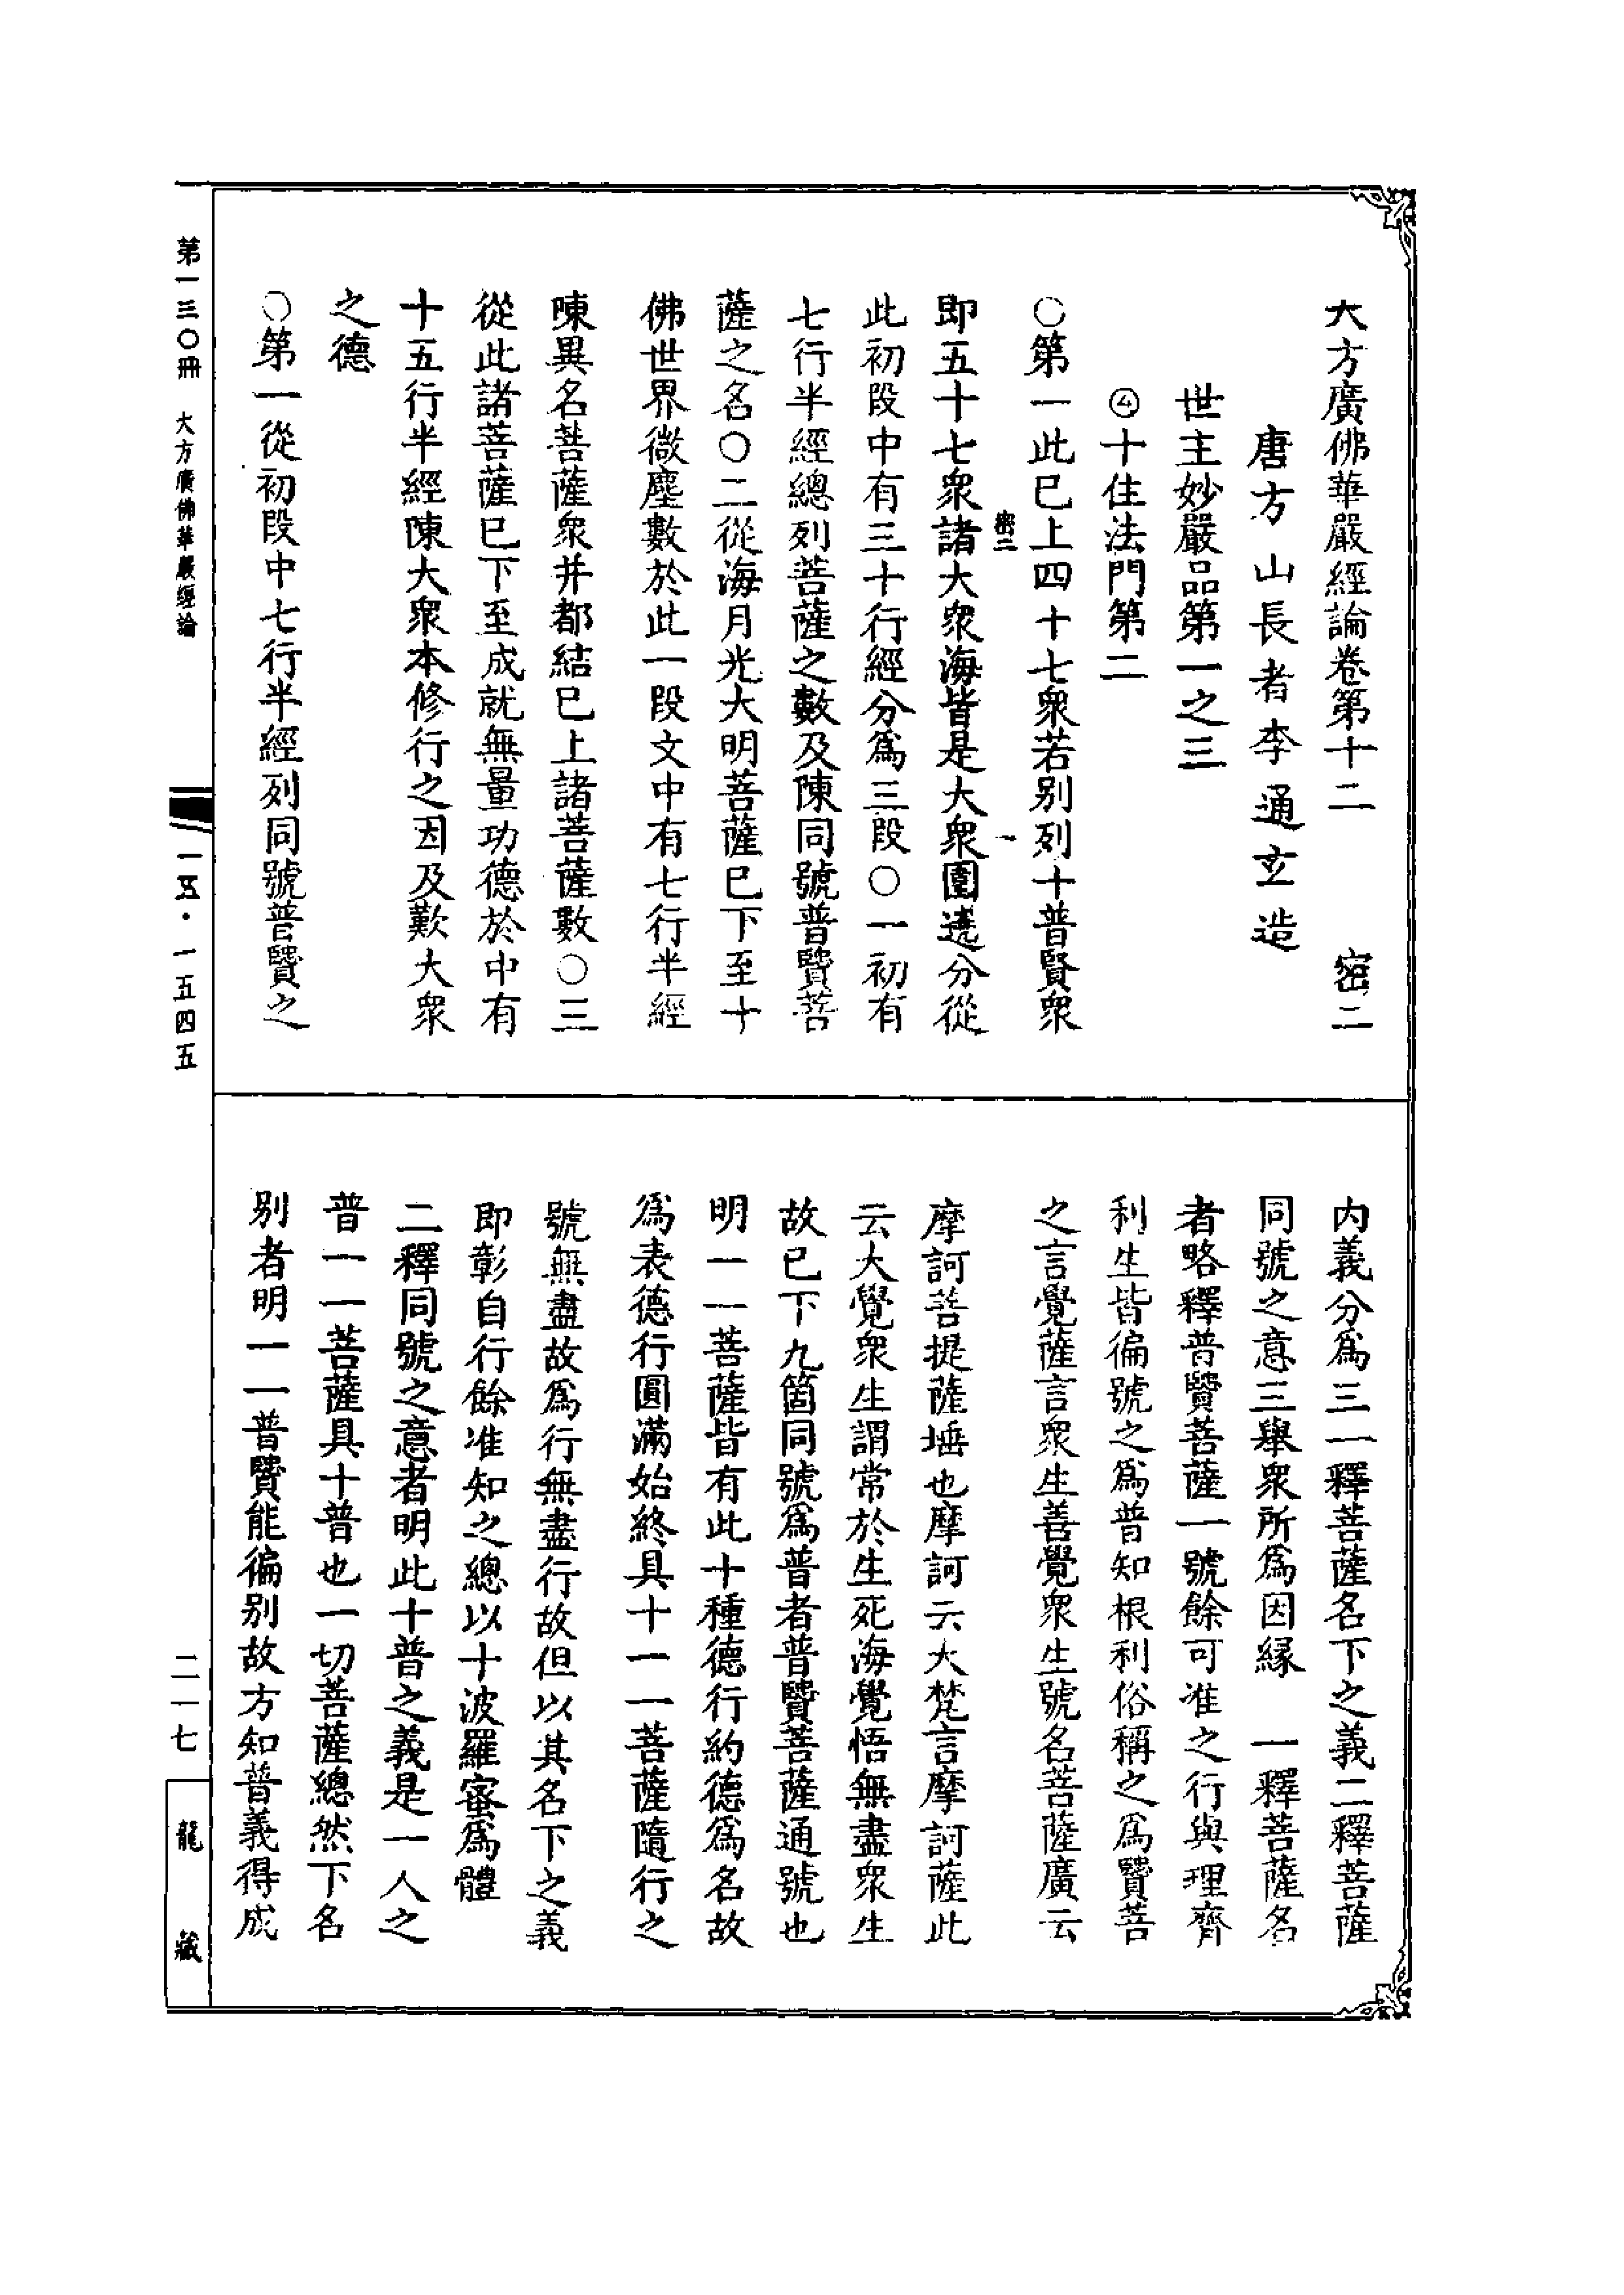 大方廣佛華嚴經論卷第十二　密二
唐方山長者李通玄造
世主妙嚴品第一之三
④十住法門第二
○第一此已上四十七衆若別列十普賢衆
密二　一
即五十七衆諸大衆海皆是大衆圍遶分從
此初段中有三十行經分爲三段○一初有
七行半經總列菩薩之數及陳同號普賢菩
薩之名○二從海月光大明菩薩已下至十
佛世界微塵數於此一段文中有七行半經
陳異名菩薩衆并都結已上諸菩薩數○三
從此諸菩薩已下至成就無量功德於中有
十五行半經陳大衆本修行之因及歎大衆
之德
○第一從初段中七行半經列同號普賢之
内義分爲三一釋菩薩名下之義二釋菩薩
同號之意三舉衆所爲因縁　一釋菩薩名
者略釋普賢菩薩一號餘可准之行與理齊
利生皆徧號之爲普知根利俗稱之爲賢菩
之言覺薩言衆生善覺衆生號名菩薩廣云
摩訶菩提薩埵也摩訶云大梵言摩訶薩此
云大覺衆生謂常於生死海覺悟無盡衆生
故已下九箇同號爲普者普賢菩薩通號也
明一一菩薩皆有此十種德行約德爲名故
爲表德行圓滿始終具十一一菩薩隨行之
號無盡故爲行無盡行故但以其名下之義
即彰自行餘准知之總以十波羅蜜爲體
二釋同號之意者明此十普之義是一人之
普一一菩薩具十普也一切菩薩總然下名
別者明一一普賢能徧別故方知普義得成
第一三〇冊　大方廣佛華嚴經論
一五·一五四五
二一七
龍藏